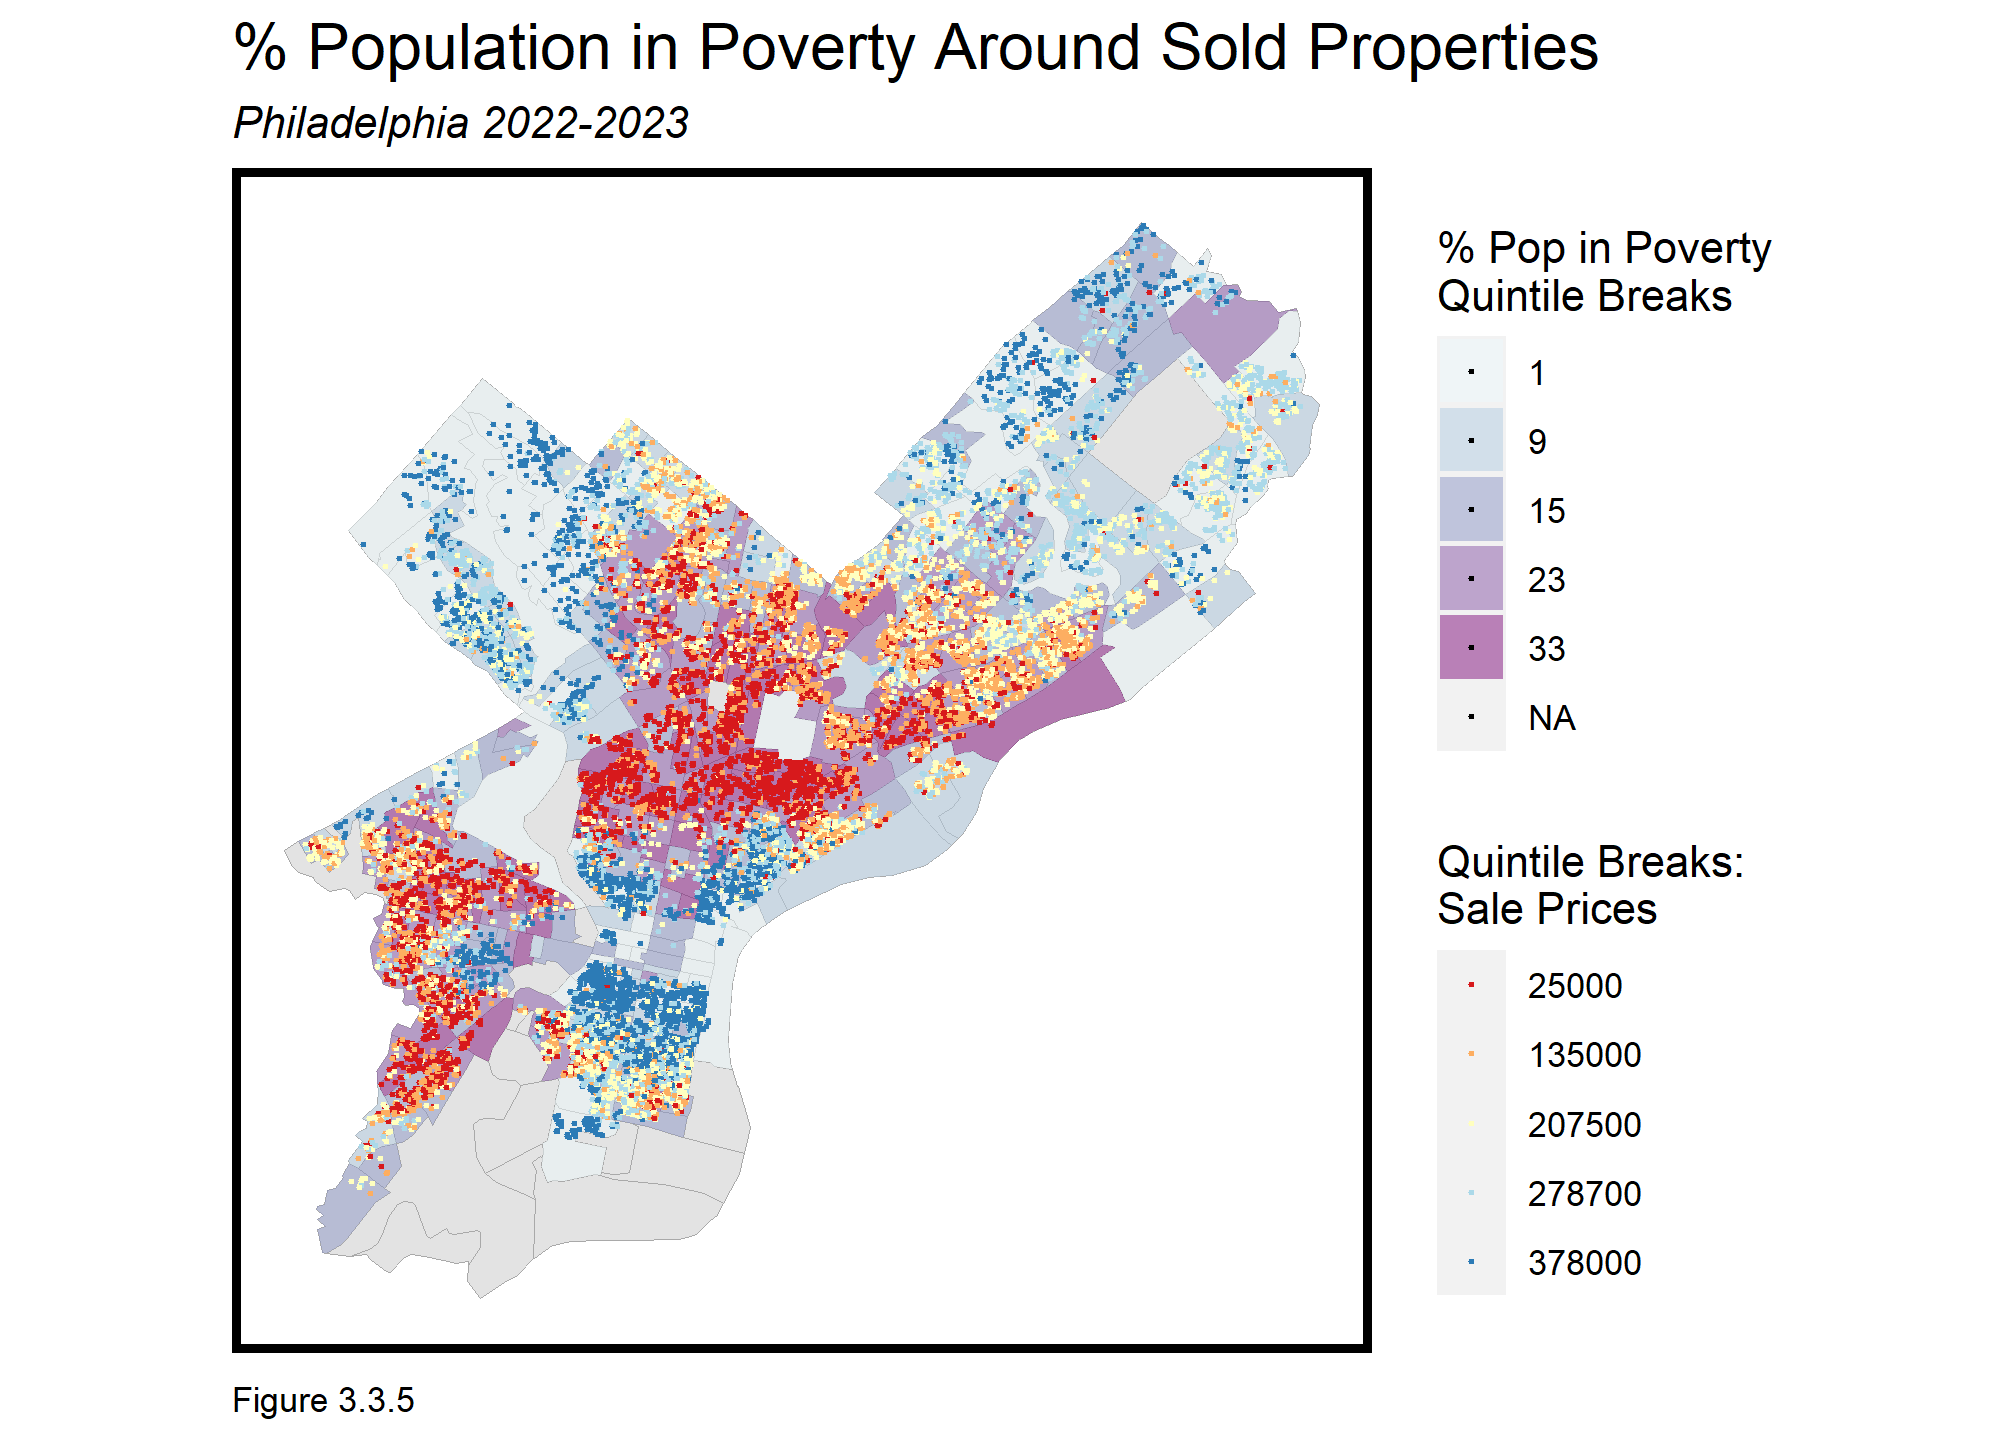 % Population in Poverty Around Sold Properties
Philadelphia 2022-2023
% Pop in Poverty
Quintile Breaks
1
9
15
23
33
NA
Quintile Breaks:
Sale Prices
25000
135000
207500
278700
378000
Figure 3.3.5